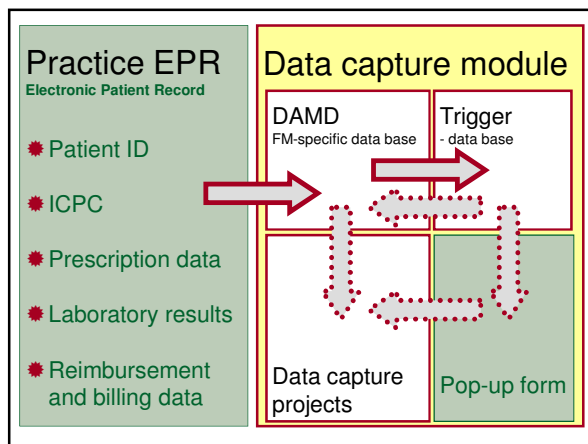 Practice EPR
Electronic Patient Record
Patient ID
ICPC
Prescription data
Laboratory results
Reimbursement
and billing data
Data capture module
DAMD
FM-specific data base
Trigger
- data base
Data capture
projects
Pop-up form